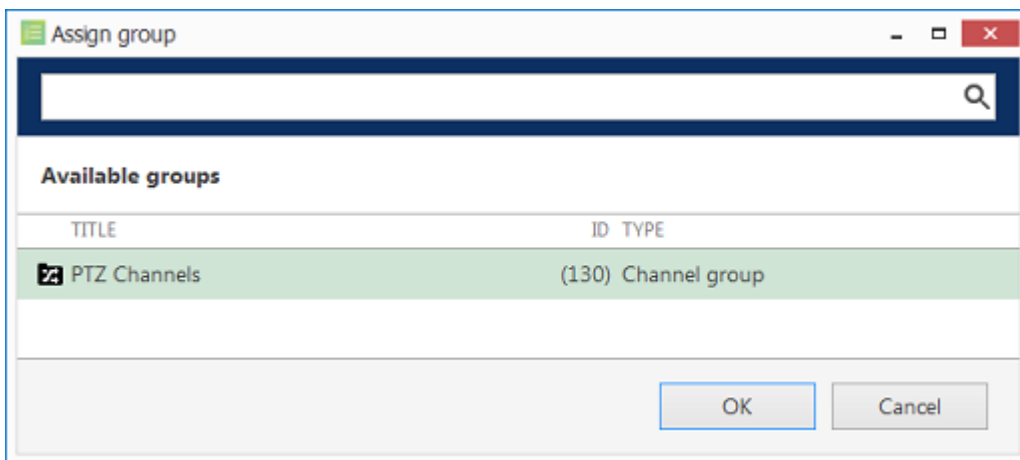 Assign group
Available groups
TITLE ID TYPE
PTZ Channels (130) Channel group
OK Cancel